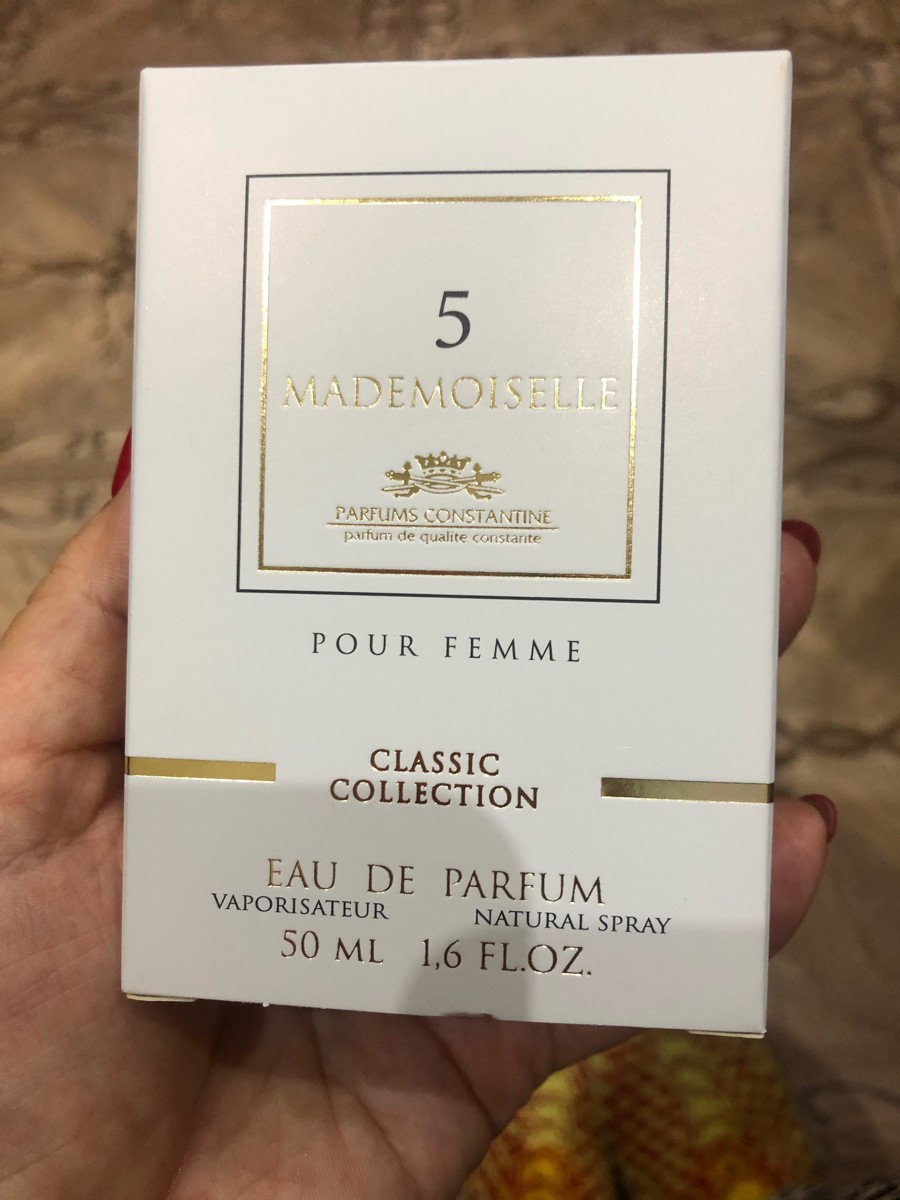 5
MADEMOISELLE
PARFUMS CONSTANTINE
parfum de qualite constante
POUR FEMME
CLASSIC
COLLECTION
EAU DE PARFUM
VAPORISATEUR NATURAL SPRAY
50 ML 1,6 FL.OZ.